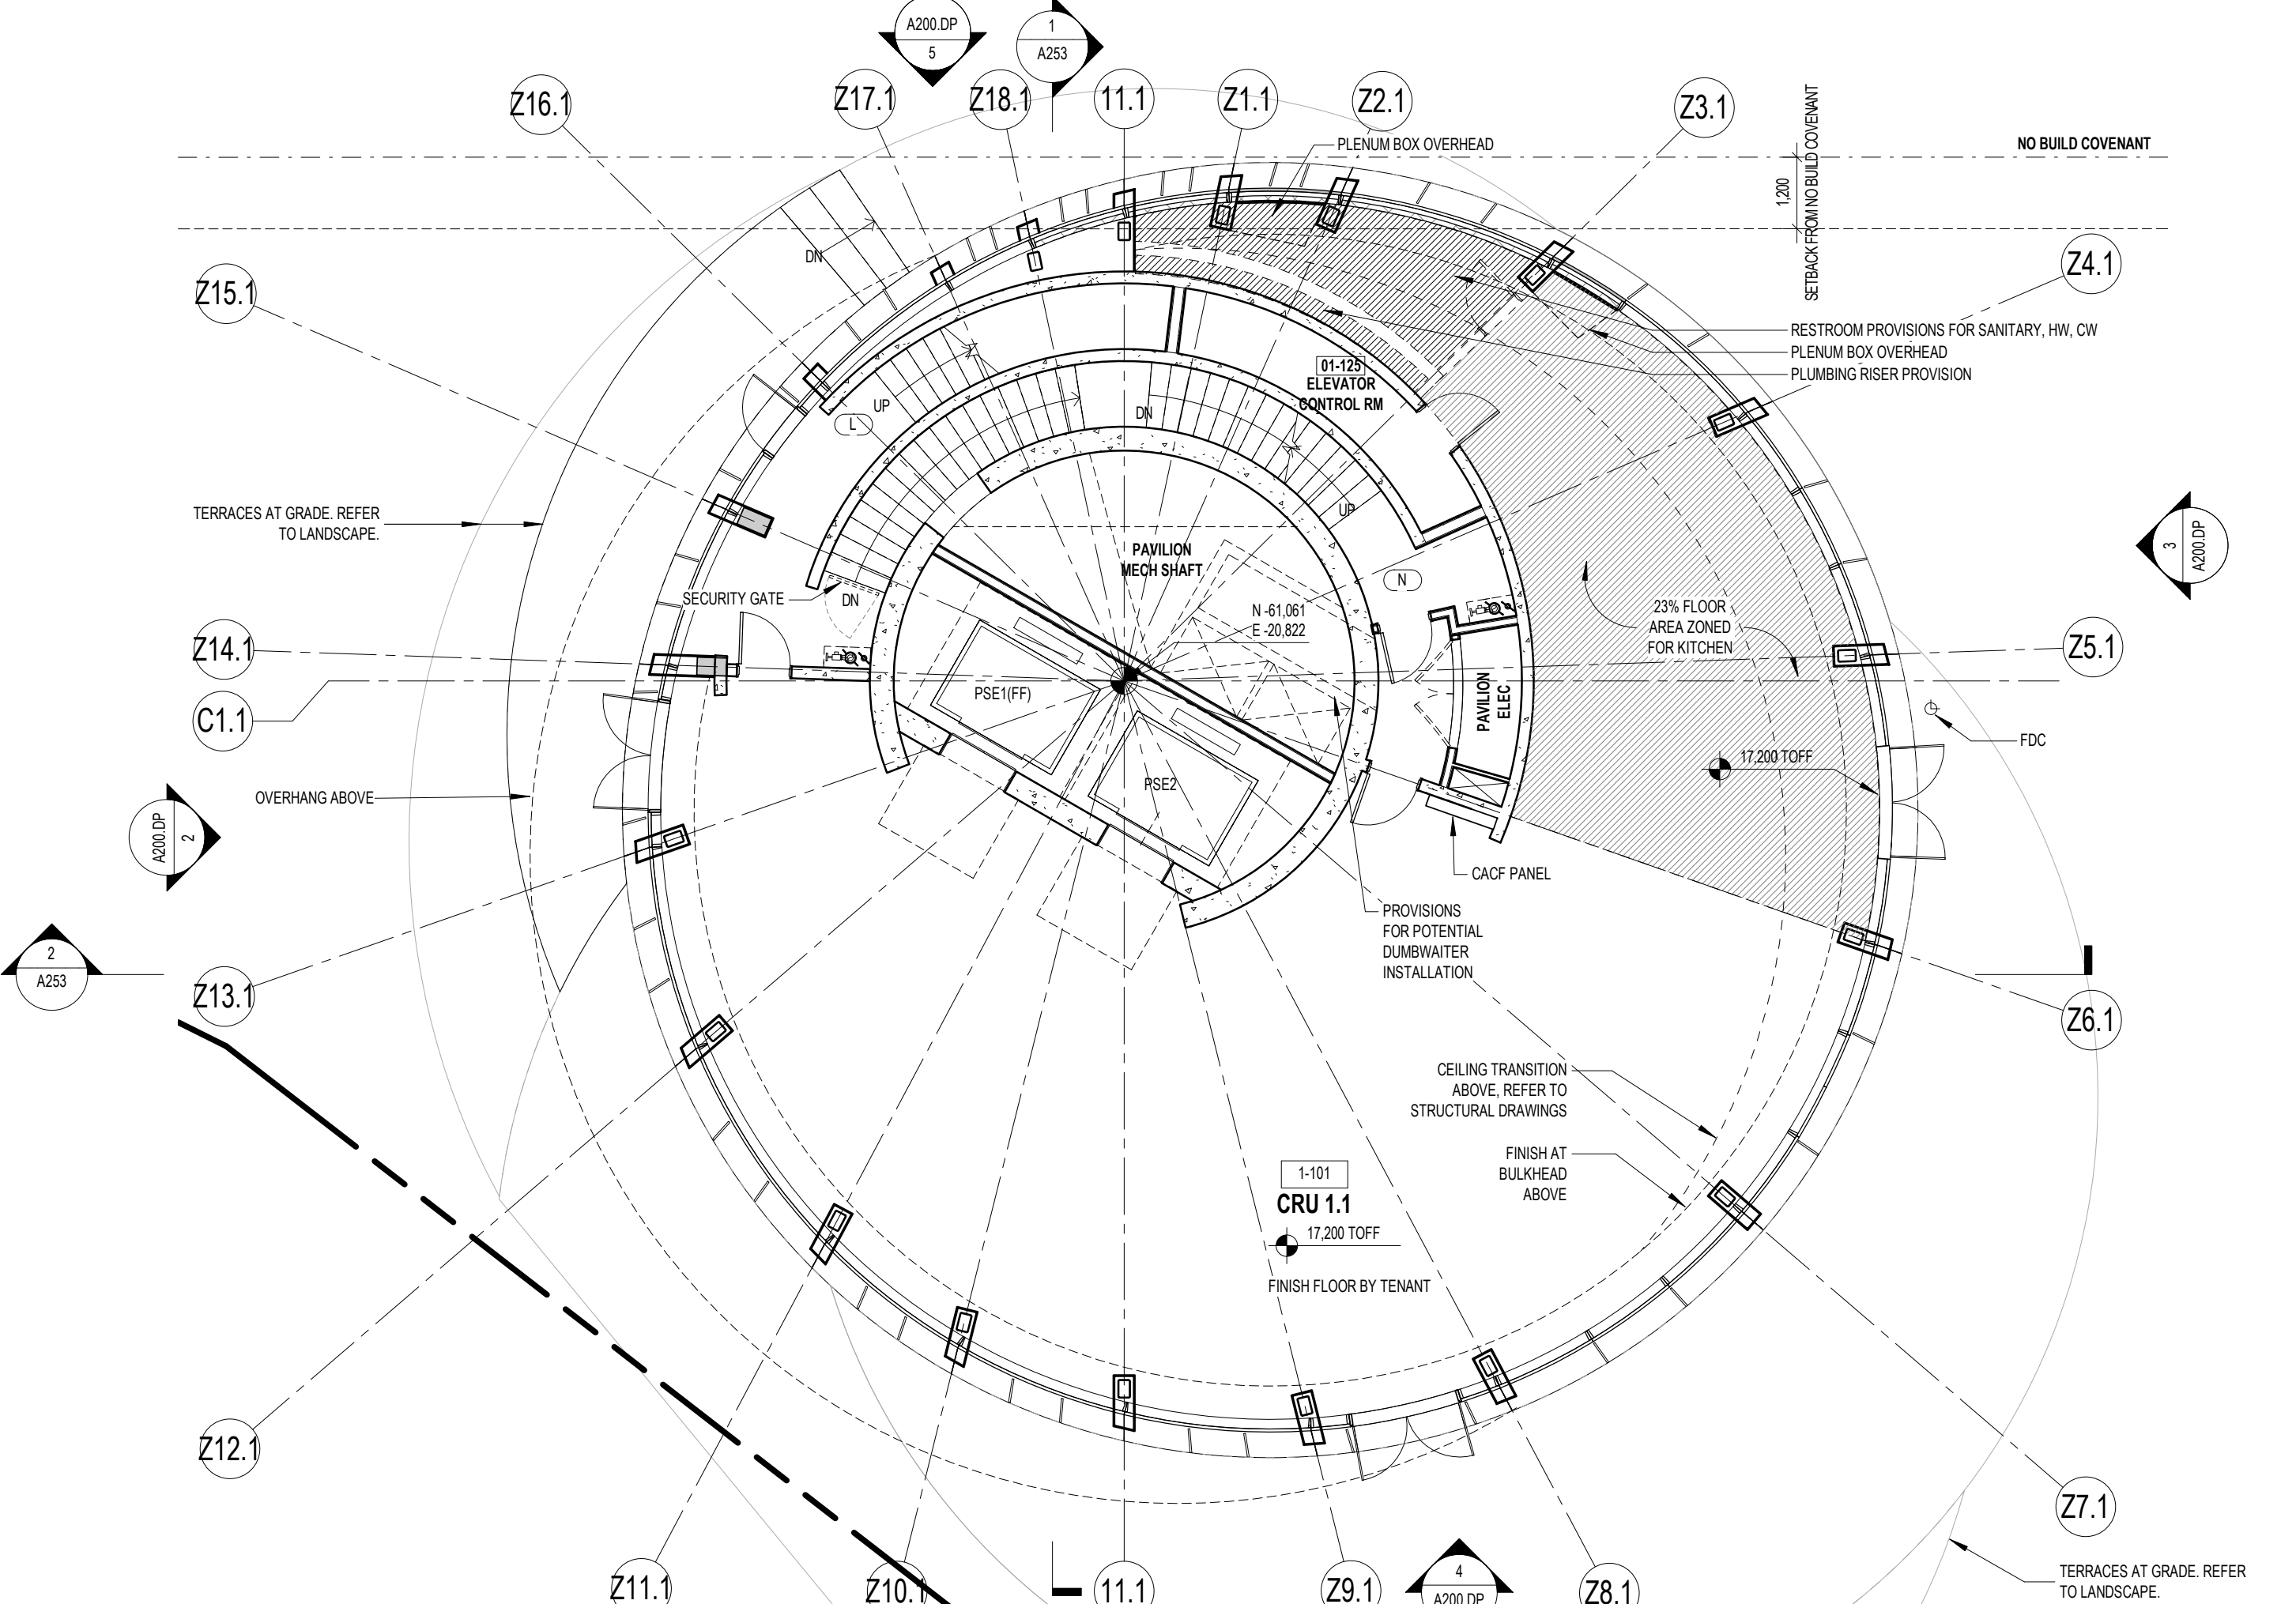 A200.DP
5
1
A253
Z16.1
Z17.1
Z18.1
11.1
Z1.1
Z2.1
Z3.1
PLENUM BOX OVERHEAD
NO BUILD COVENANT
1,200
SETBACK FROM NO BUILD COVENANT
DN
Z15.1
Z4.1
RESTROOM PROVISIONS FOR SANITARY, HW, CW
PLENUM BOX OVERHEAD
PLUMBING RISER PROVISION
01-125
ELEVATOR
CONTROL RM
UP
L
DN
UP
TERRACES AT GRADE. REFER
TO LANDSCAPE.
PAVILION
MECH SHAFT
3
A200.DP
N
SECURITY GATE
DN
N -61,061
E -20,822
23% FLOOR
AREA ZONED
FOR KITCHEN
Z14.1
Z5.1
C1.1
PSE1(FF)
PAVILION
ELEC
FDC
17,200 TOFF
PSE2
OVERHANG ABOVE
A200.DP
2
CACF PANEL
PROVISIONS
FOR POTENTIAL
DUMBWAITER
INSTALLATION
2
A253
Z13.1
Z6.1
CEILING TRANSITION
ABOVE, REFER TO
STRUCTURAL DRAWINGS
FINISH AT
BULKHEAD
ABOVE
1-101
CRU 1.1
17,200 TOFF
FINISH FLOOR BY TENANT
Z12.1
Z7.1
Z11.1
Z10.1
11.1
Z9.1
4
A200.DP
Z8.1
TERRACES AT GRADE. REFER
TO LANDSCAPE.